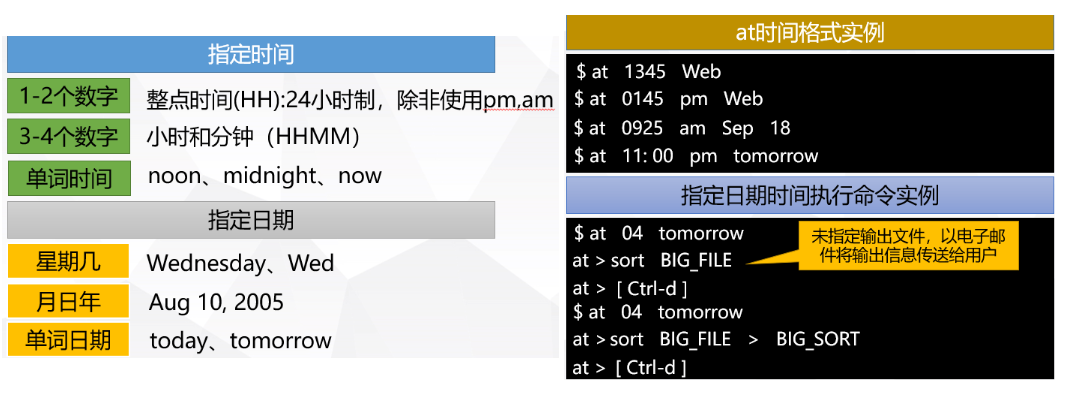 指定时间
1-2个数字
整点时间(HH):24小时制，除非使用pm,am
3-4个数字
小时和分钟（HHMM）
单词时间
noon、midnight、now
指定日期
星期几
Wednesday、Wed
月日年
Aug 10, 2005
单词日期
today、tomorrow
at时间格式实例
$ at 1345 Web
$ at 0145 pm Web
$ at 0925 am Sep 18
$ at 11: 00 pm tomorrow
指定日期时间执行命令实例
$ at 04 tomorrow
at > sort BIG_FILE
未指定输出文件，以电子邮
件将输出信息传送给用户
at > [ Ctrl-d ]
$ at 04 tomorrow
at > sort BIG_FILE > BIG_SORT
at > [ Ctrl-d ]